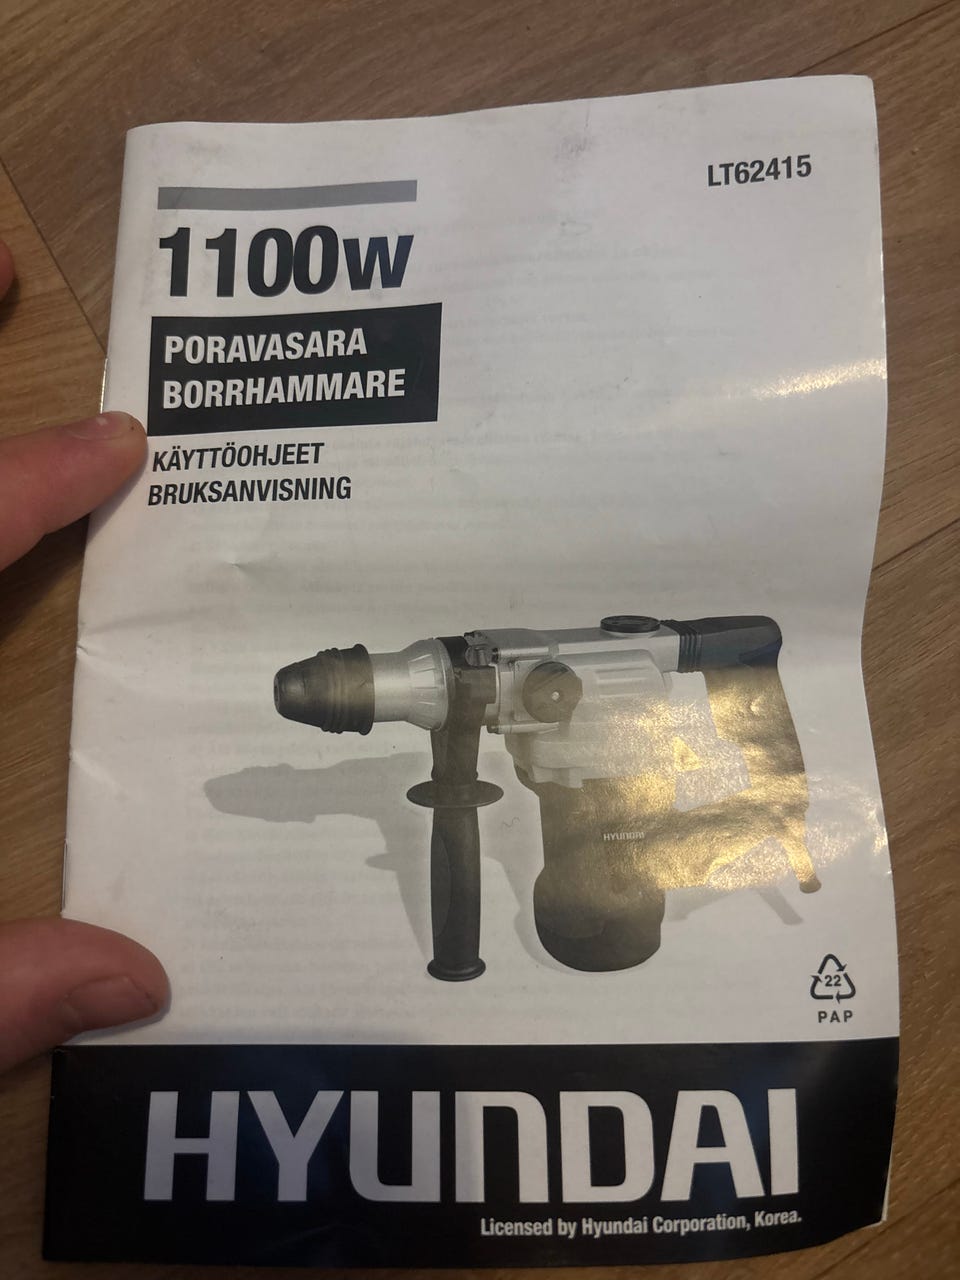 LT62415
1100W
PORAVASARA
BORRHAMMARE
KÄYTTÖOHJEET
BRUKSANVISNING
HYUNDAI
22
PAP
HYUNDAI
Licensed by Hyundai Corporation, Korea.